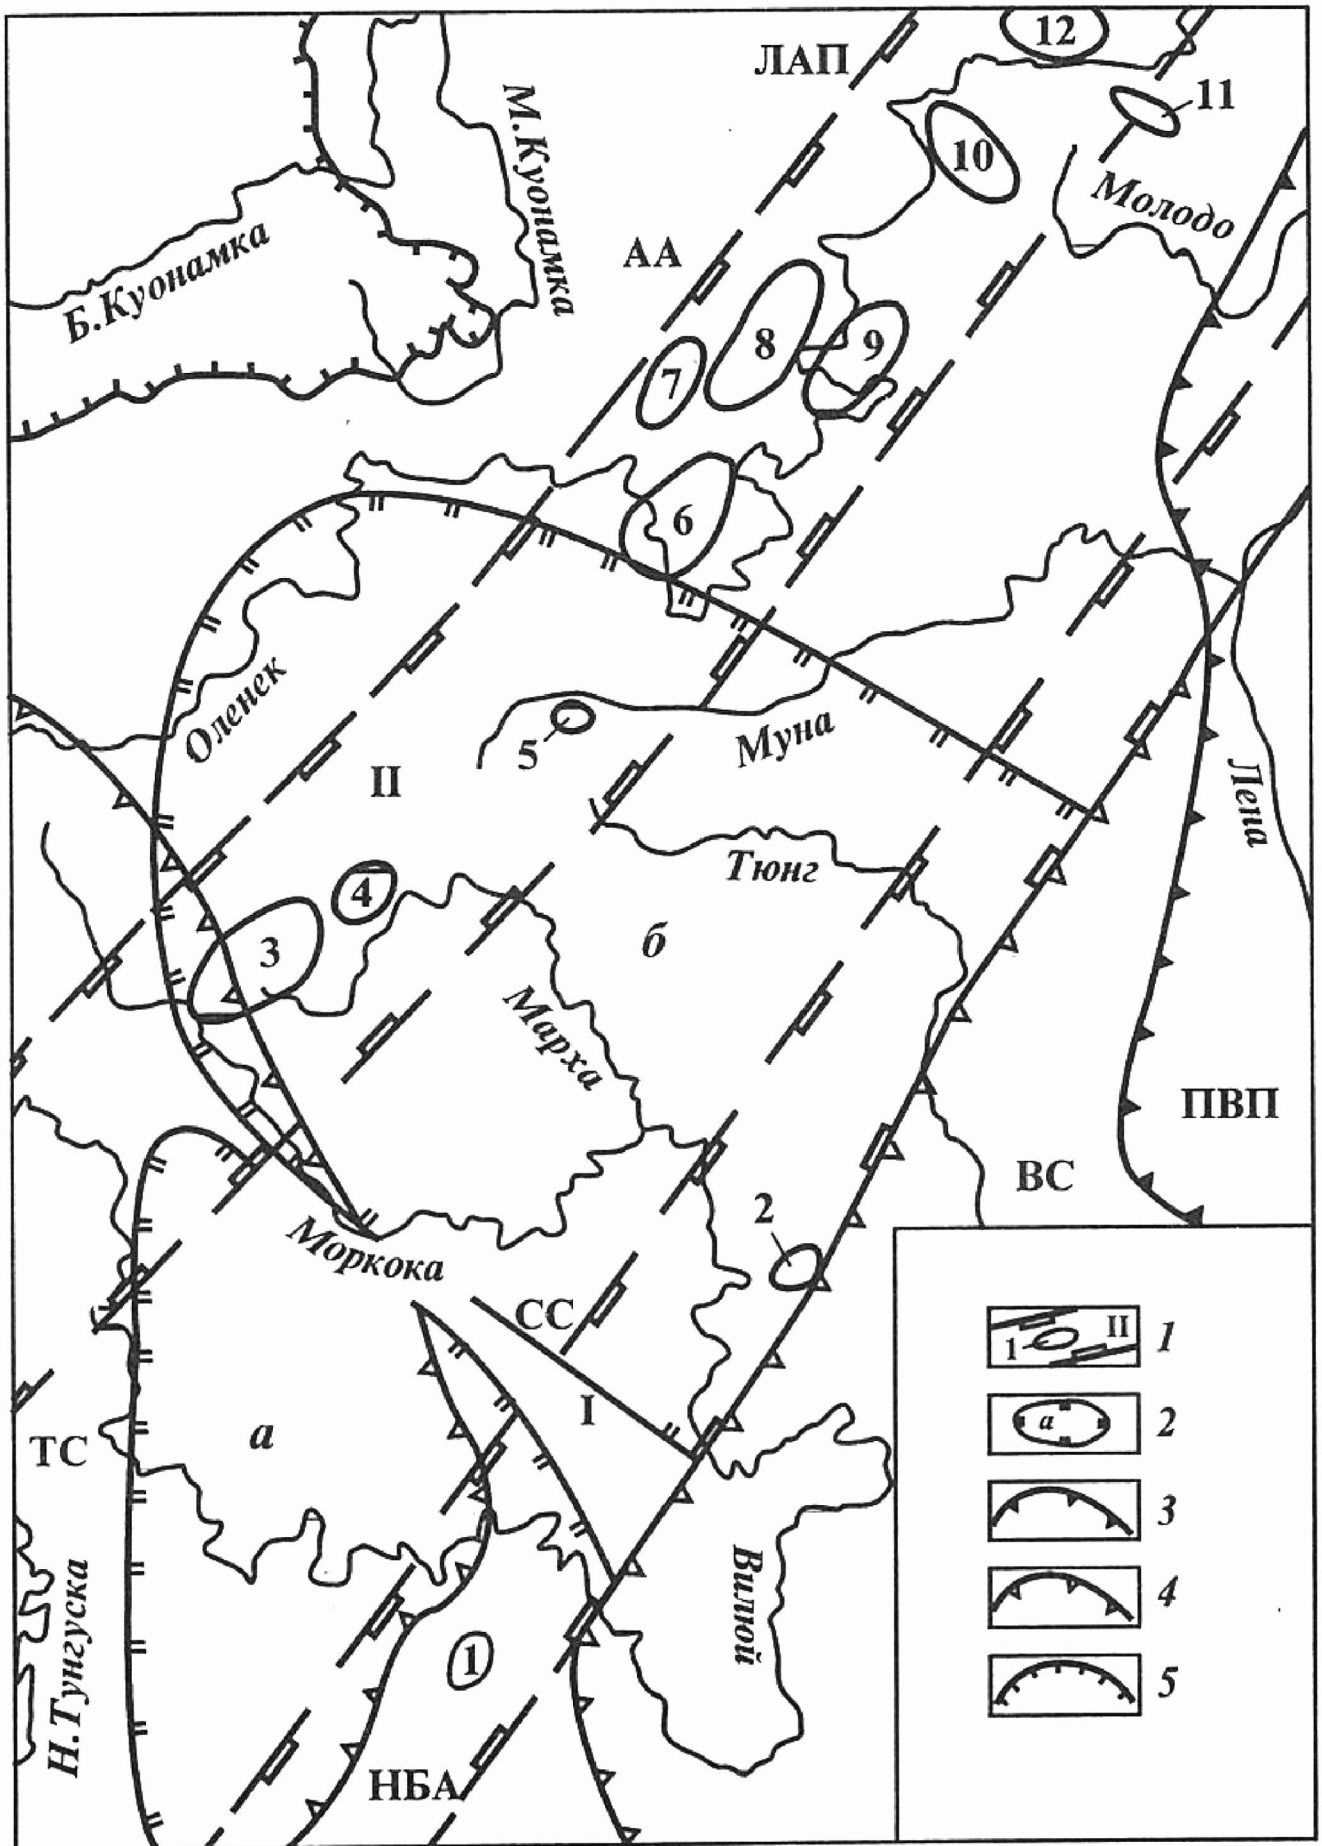 12
ЛАП
11
М.Куонамка
10
Молодо
Б.Куонамка
АА
8
9
7
6
Оленек
5
Муна
II
Лена
Тюнг
4
б
3
Марха
ПВП
ВС
2
Моркока
СС
I
а
ТС
Н.Тунгуска
Вилюй
1
НБА
1 II 1
а 2
3
4
5